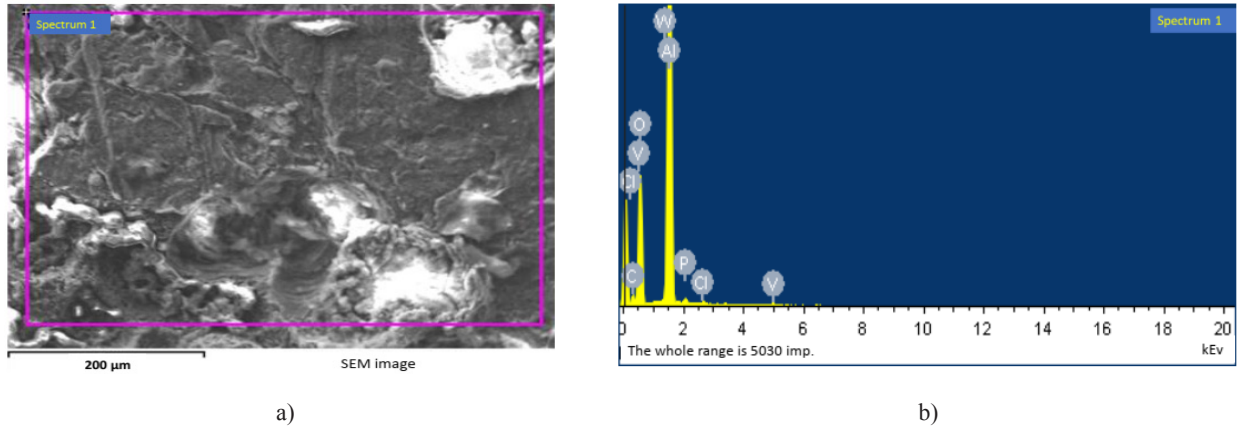 Spectrum 1
200 µm
SEM image
a)
Spectrum 1
W
Al
O
V
Cl
C
P
Cl
V
0 2 4 6 8 10 12 14 16 18 20
The whole range is 5030 imp.
kEv
b)